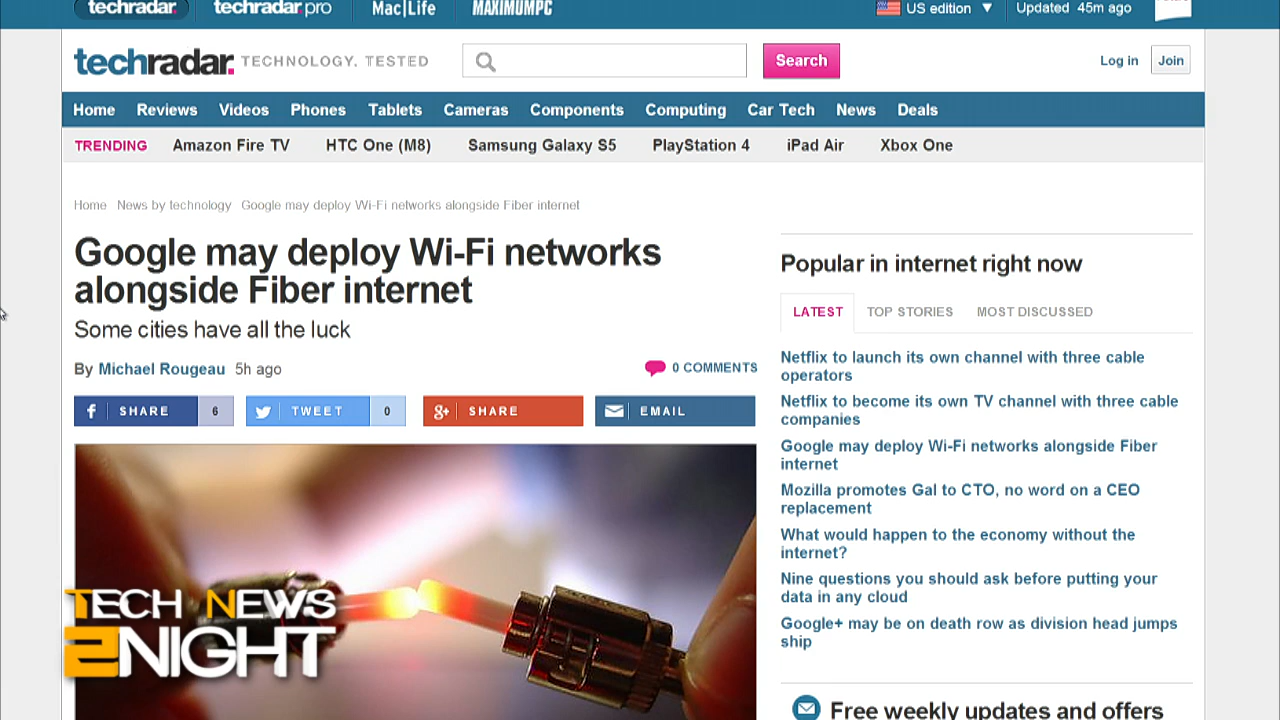 techradar. techradar.pro Mac|Life MAXIMUMPC US edition Updated 45m ago
techradar. TECHNOLOGY. TESTED Search Log in Join
Home Reviews Videos Phones Tablets Cameras Components Computing Car Tech News Deals
TRENDING Amazon Fire TV HTC One (M8) Samsung Galaxy S5 PlayStation 4 iPad Air Xbox One
Home News by technology Google may deploy Wi-Fi networks alongside Fiber internet
Google may deploy Wi-Fi networks
alongside Fiber internet
Some cities have all the luck
By Michael Rougeau 5h ago
0 COMMENTS
f SHARE 6 TWEET 0 g+ SHARE EMAIL
TECH NEWS
2NIGHT
Popular in internet right now
LATEST TOP STORIES MOST DISCUSSED
Netflix to launch its own channel with three cable
operators
Netflix to become its own TV channel with three cable
companies
Google may deploy Wi-Fi networks alongside Fiber
internet
Mozilla promotes Gal to CTO, no word on a CEO
replacement
What would happen to the economy without the
internet?
Nine questions you should ask before putting your
data in any cloud
Google+ may be on death row as division head jumps
ship
Free weekly updates and offers